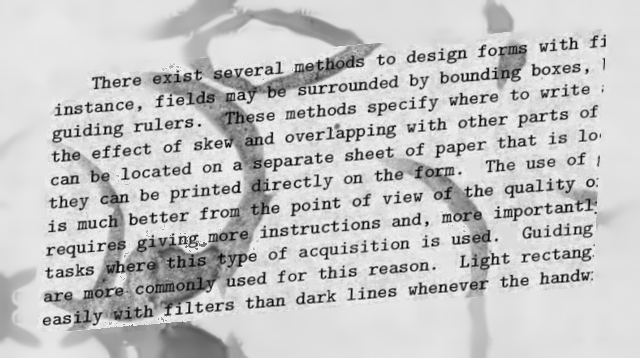 There exist several methods to design forms with fi
instance, fields may be surrounded by bounding boxes,
guiding rulers. These methods specify where to write
the effect of skew and overlapping with other parts of
can be located on a separate sheet of paper that is lo
they can be printed directly on the form. The use of
is much better from the point of view of the quality o
requires giving more instructions and, more importantly
tasks where this type of acquisition is used. Guiding
are more commonly used for this reason. Light rectang
easily with filters than dark lines whenever the handw